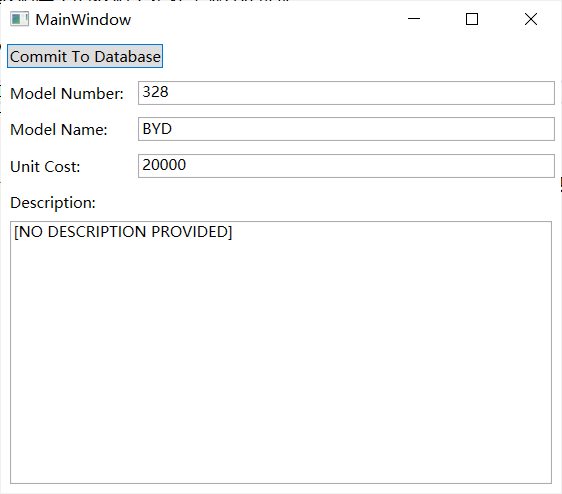 MainWindow
Commit To Database
Model Number: 328
Model Name: BYD
Unit Cost: 20000
Description:
[NO DESCRIPTION PROVIDED]